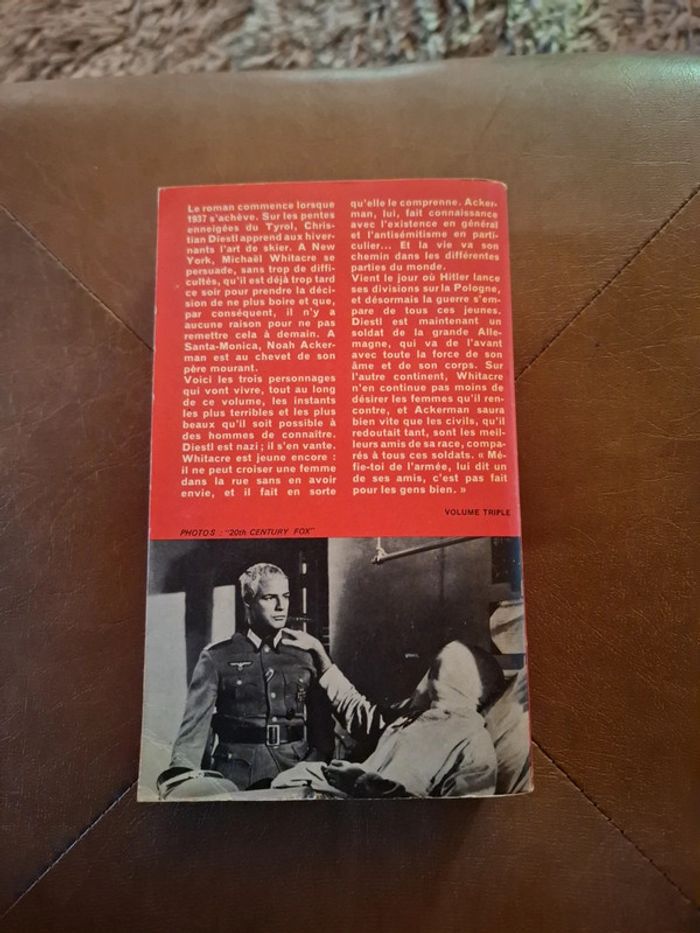 Le roman commence lorsque
1937 s'achève. Sur les pentes
enneigées du Tyrol, Chris-
tian Diestl apprend aux hiver-
nants l'art de skier. A New
York, Michaël Whitacre se
persuade, sans trop de diffi-
cultés, qu'il est déjà trop tard
ce soir pour prendre la déci-
sion de ne plus boire et que,
par conséquent, il n'y a
aucune raison pour ne pas
remettre cela à demain. A
Santa-Monica, Noah Acker-
man est au chevet de son
père mourant.
Voici les trois personnages
qui vont vivre, tout au long
de ce volume, les instants
les plus terribles et les plus
beaux qu'il soit possible à
des hommes de connaître.
Diestl est nazi ; il s'en vante.
Whitacre est jeune encore :
il ne peut croiser une femme
dans la rue sans en avoir
envie, et il fait en sorte
qu'elle le comprenne. Acker-
man, lui, fait connaissance
avec l'existence en général
et l'antisémitisme en parti-
culier... Et la vie va son
chemin dans les différentes
parties du monde.
Vient le jour où Hitler lance
ses divisions sur la Pologne,
et désormais la guerre s'em-
pare de tous ces jeunes.
Diestl est maintenant un
soldat de la grande Alle-
magne, qui va de l'avant
avec toute la force de son
âme et de son corps. Sur
l'autre continent, Whitacre
n'en continue pas moins de
désirer les femmes qu'il ren-
contre, et Ackerman saura
bien vite que les civils, qu'il
redoutait tant, sont les meil-
leurs amis de sa race, compa-
rés à tous ces soldats. « Mé-
fie-toi de l'armée, lui dit un
de ses amis, c'est pas fait
pour les gens bien. »
VOLUME TRIPLE
PHOTOS : "20th CENTURY FOX"